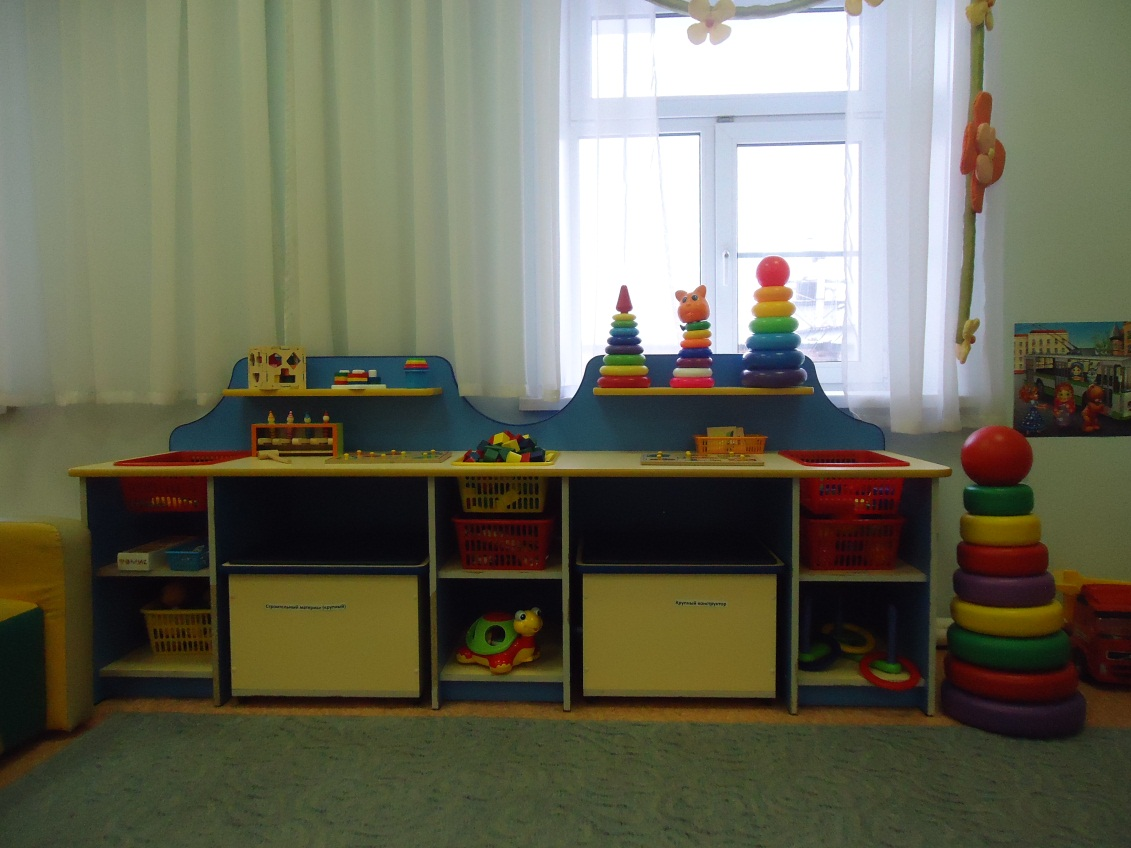 Строительный материал (крупный)
Крупный конструктор